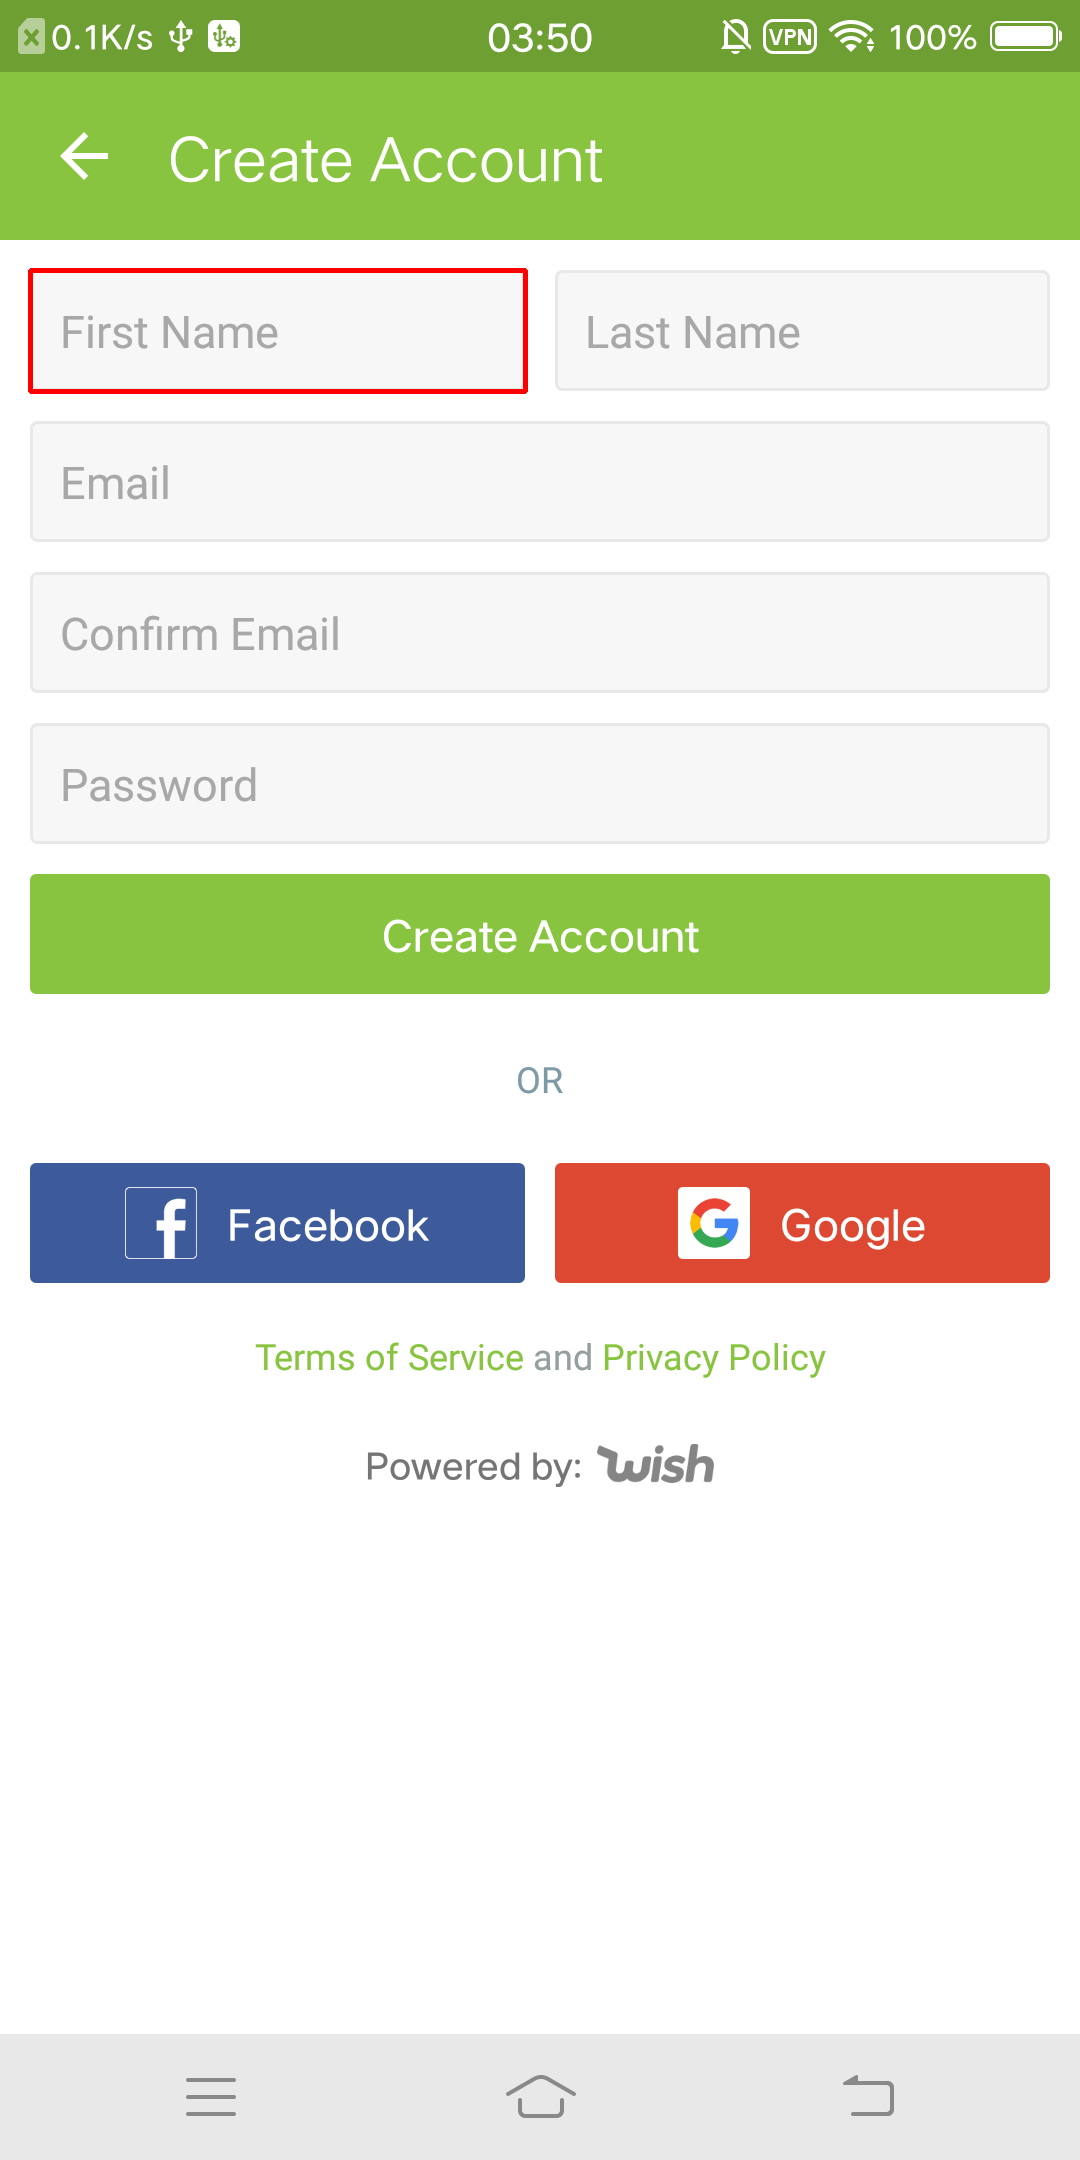 0.1K/s 03:50 VPN 100%
Create Account
First Name Last Name
Email
Confirm Email
Password
Create Account
OR
Facebook Google
Terms of Service and Privacy Policy
Powered by: wish